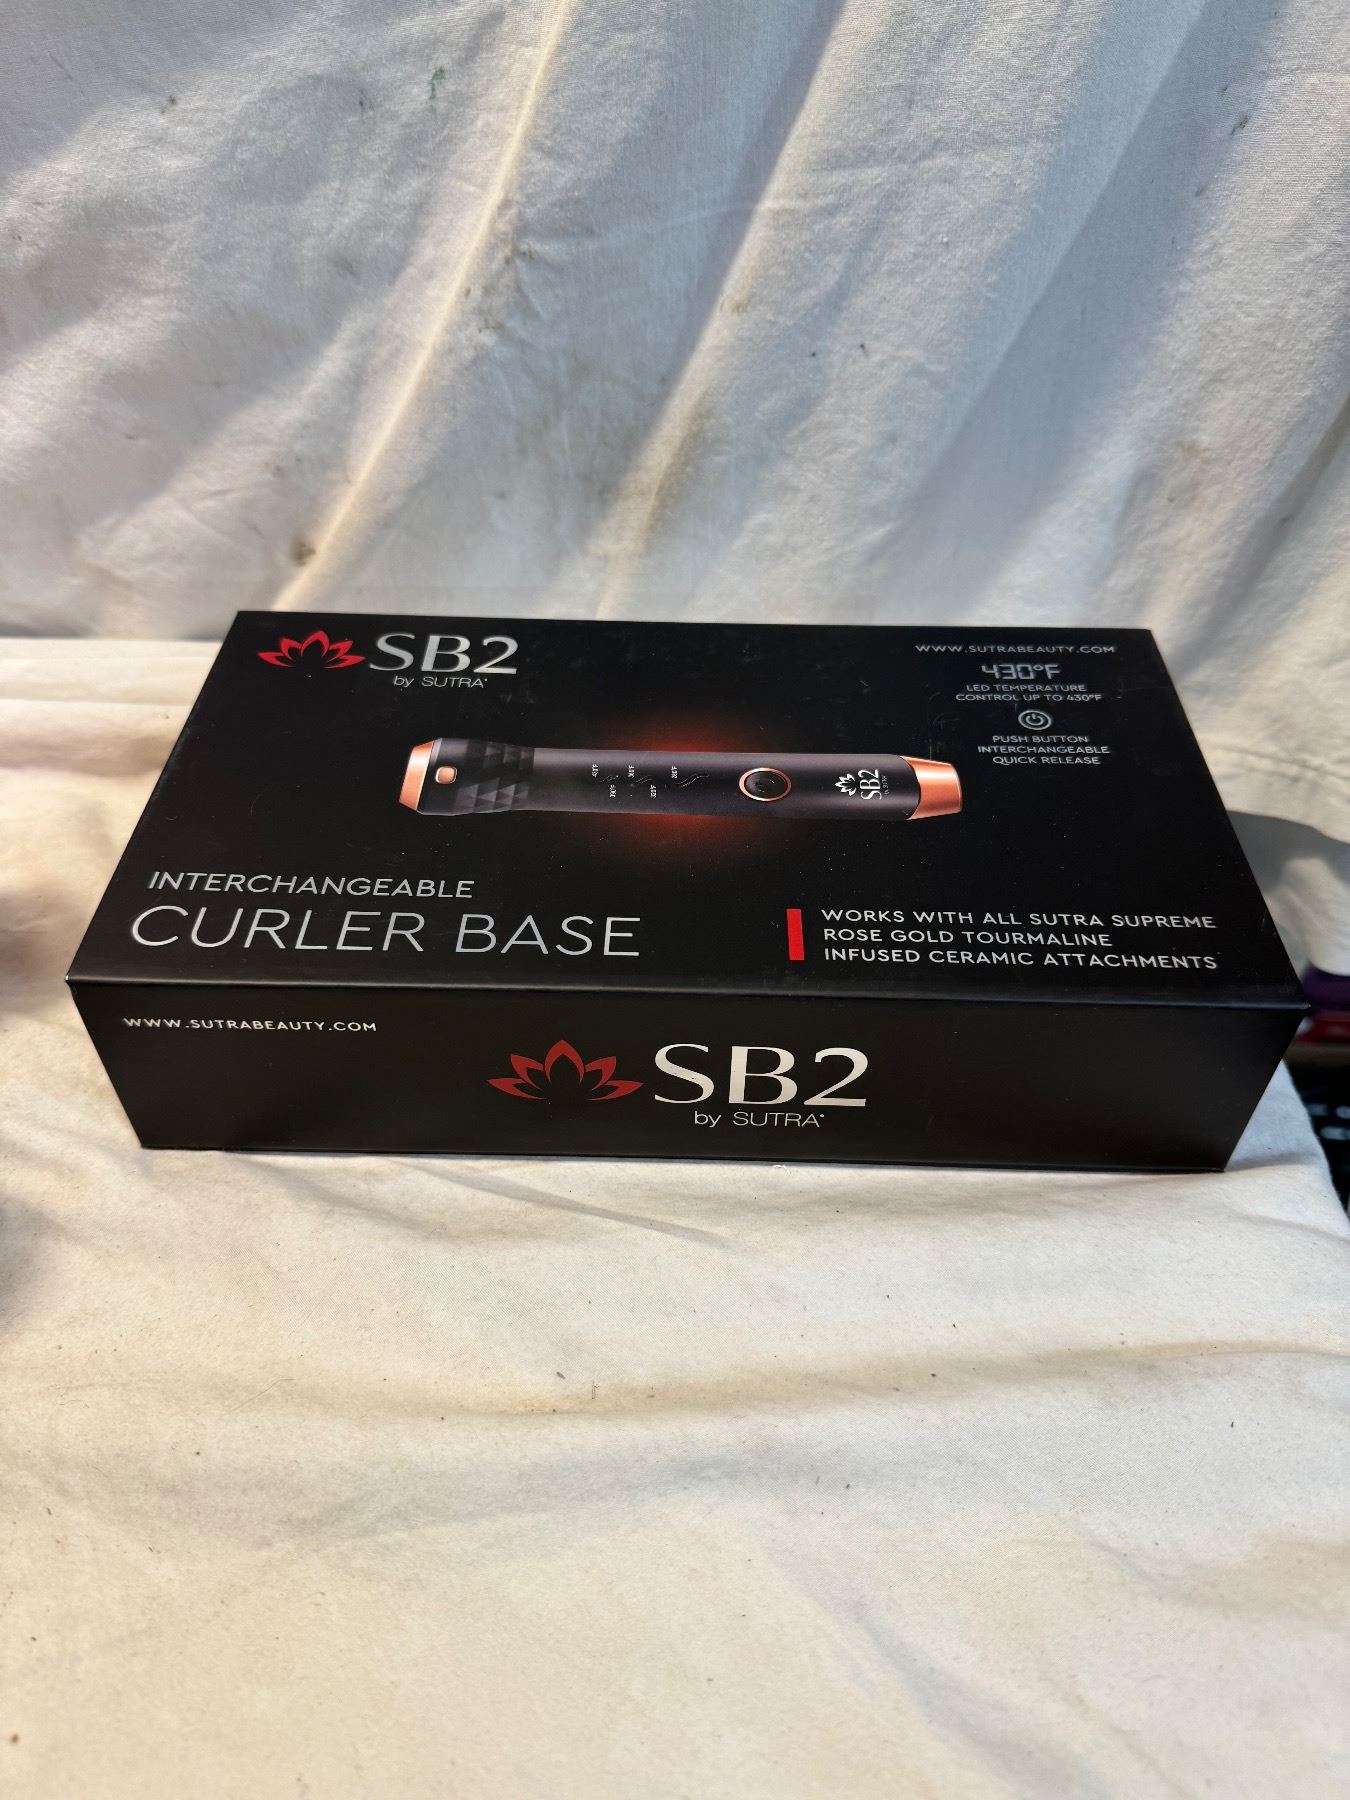 SB2
by SUTRA
WWW.SUTRABEAUTY.COM
430°F
LED TEMPERATURE
CONTROL UP TO 430°F
PUSH BUTTON
INTERCHANGEABLE
QUICK RELEASE
SB2
INTERCHANGEABLE
CURLER BASE
WORKS WITH ALL SUTRA SUPREME
ROSE GOLD TOURMALINE
INFUSED CERAMIC ATTACHMENTS
WWW.SUTRABEAUTY.COM
SB2
by SUTRA